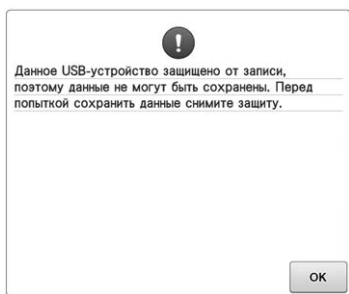 Данное USB-устройство защищено от записи,
поэтому данные не могут быть сохранены. Перед
попыткой сохранить данные снимите защиту.
OK